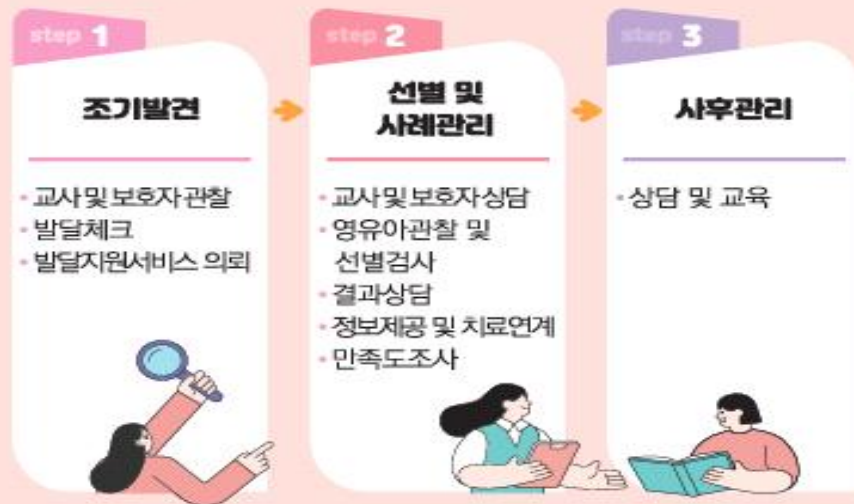 step 1
조기발견
· 교사 및 보호자 관찰
· 발달체크
· 발달지원서비스 의뢰
step 2
선별 및
사례관리
· 교사 및 보호자 상담
· 영유아관찰 및
선별검사
· 결과상담
· 정보제공 및 치료연계
· 만족도조사
step 3
사후관리
· 상담 및 교육